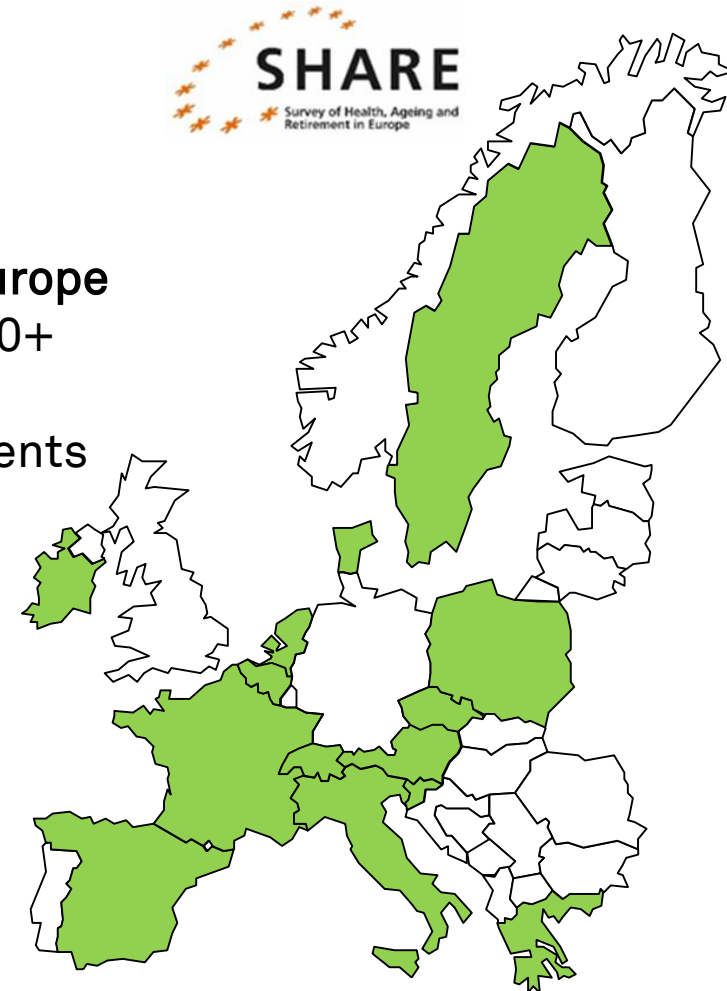 SHARE
Survey of Health, Ageing and
Retirement in Europe
urope
0+
ents